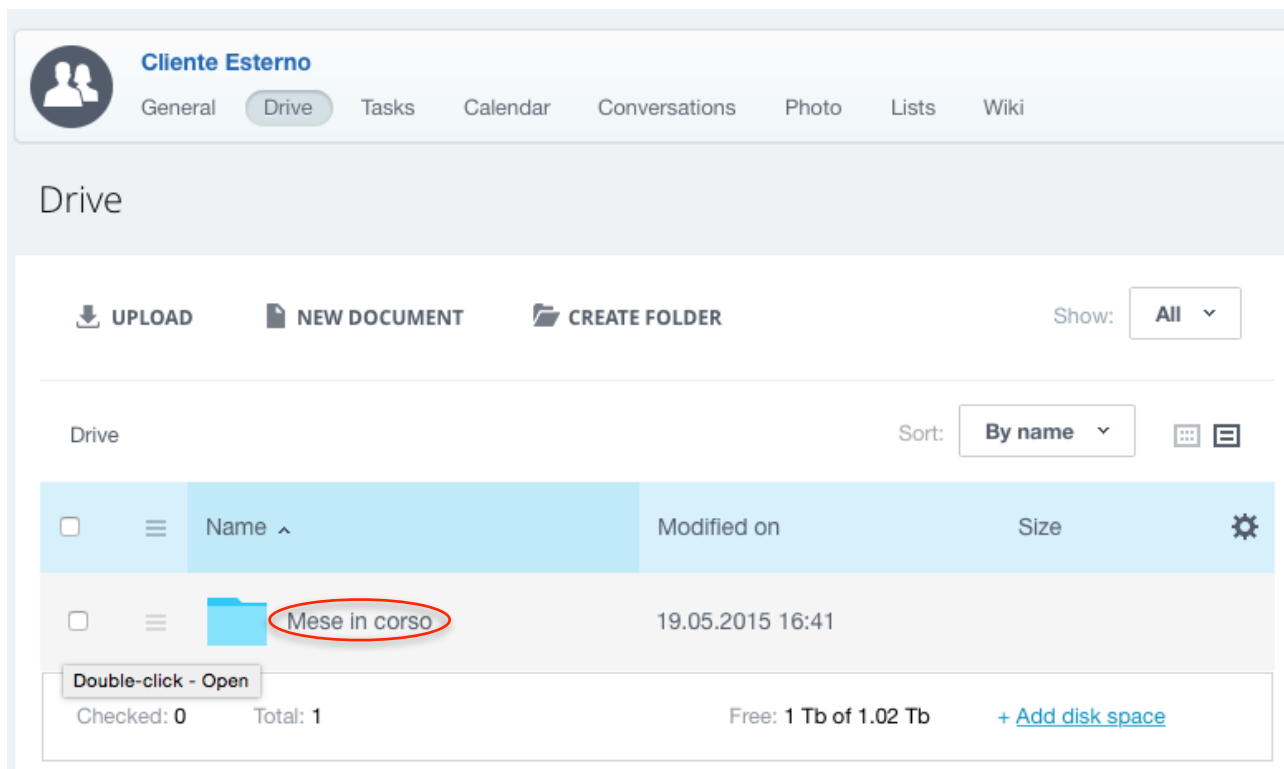 Cliente Esterno
General Drive Tasks Calendar Conversations Photo Lists Wiki
Drive
UPLOAD NEW DOCUMENT CREATE FOLDER Show: All
Drive Sort: By name
Name Modified on Size
Mese in corso 19.05.2015 16:41
Double-click - Open
Checked: 0 Total: 1 Free: 1 Tb of 1.02 Tb + Add disk space